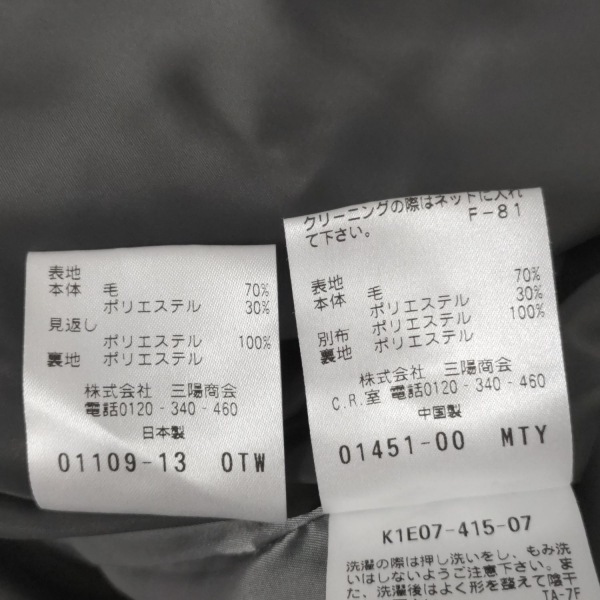 表地
本体 毛 70%
ポリエステル 30%
見返し
ポリエステル 100%
裏地 ポリエステル
株式会社 三陽商会
電話0120-340-460
日本製
01109-13 OTW
クリーニングの際はネットに入れ
て下さい。 F-81
表地
本体 毛 70%
ポリエステル 30%
別布 ポリエステル 100%
裏地 ポリエステル
株式会社 三陽商会
C.R.室 電話0120-340-460
中国製
01451-00 MTY
K1E07-415-07
洗濯の際は押し洗いをし、もみ洗
いはしないようご注意下さい。ま
た、洗濯後はよく形を整えて陰干
TA-7F